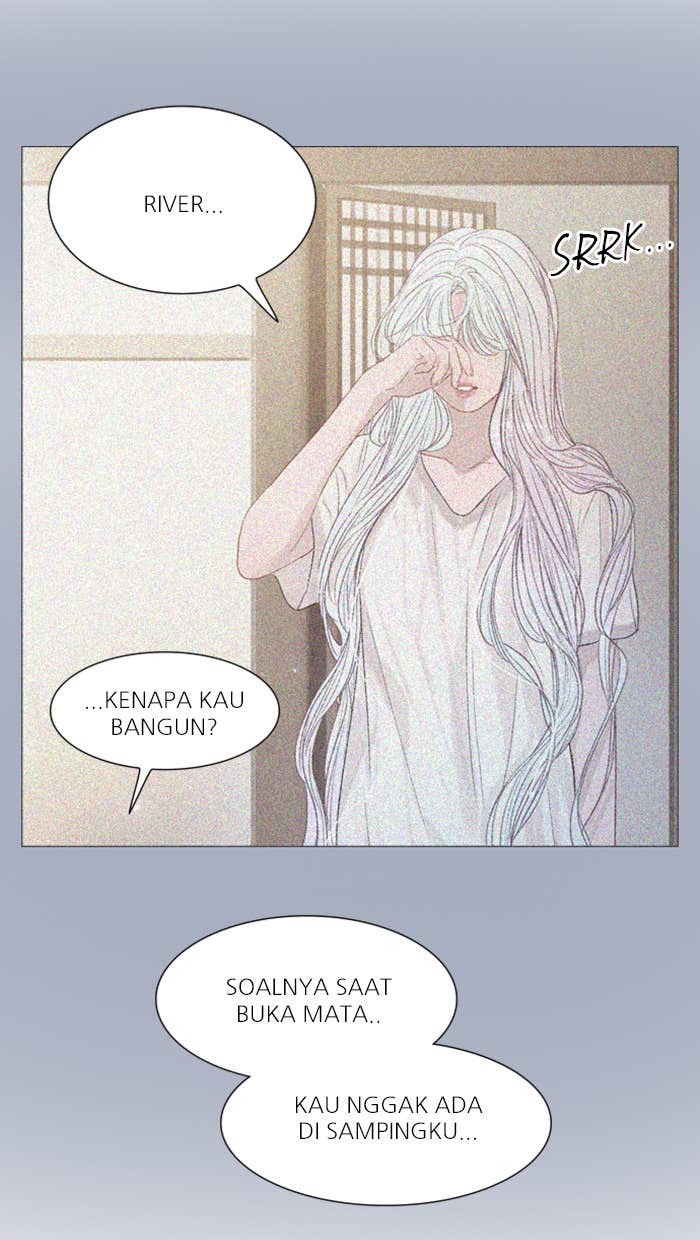 RIVER...
SRRK...
...KENAPA KAU
BANGUN?
SOALNYA SAAT
BUKA MATA..
KAU NGGAK ADA
DI SAMPINGKU...